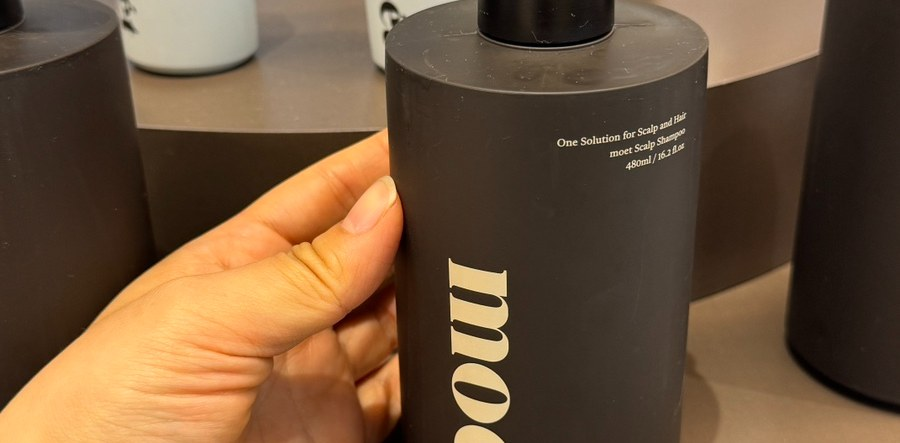 One Solution for Scalp and Hair
moet Scalp Shampoo
480ml / 16.2 fl.oz
moe